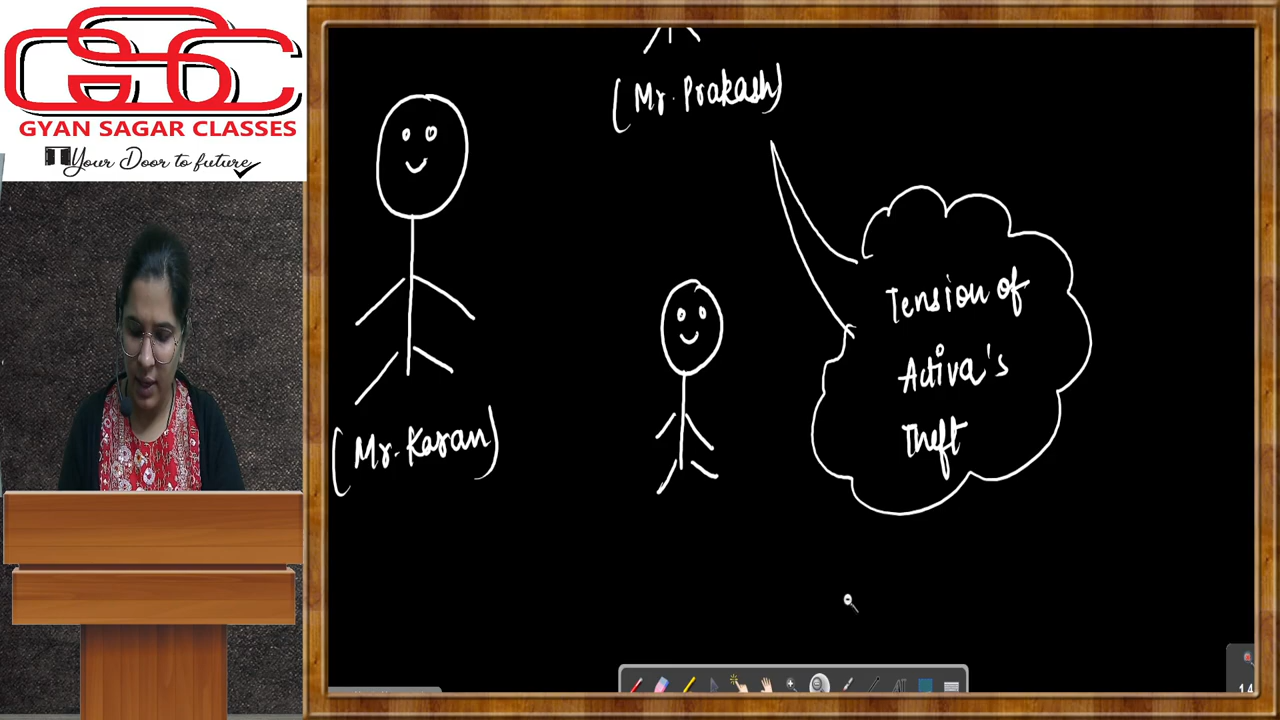 GSC
GYAN SAGAR CLASSES
Your Door to future
(Mr. Prakash)
Tension of
Activa's
Theft
(Mr. Karan)